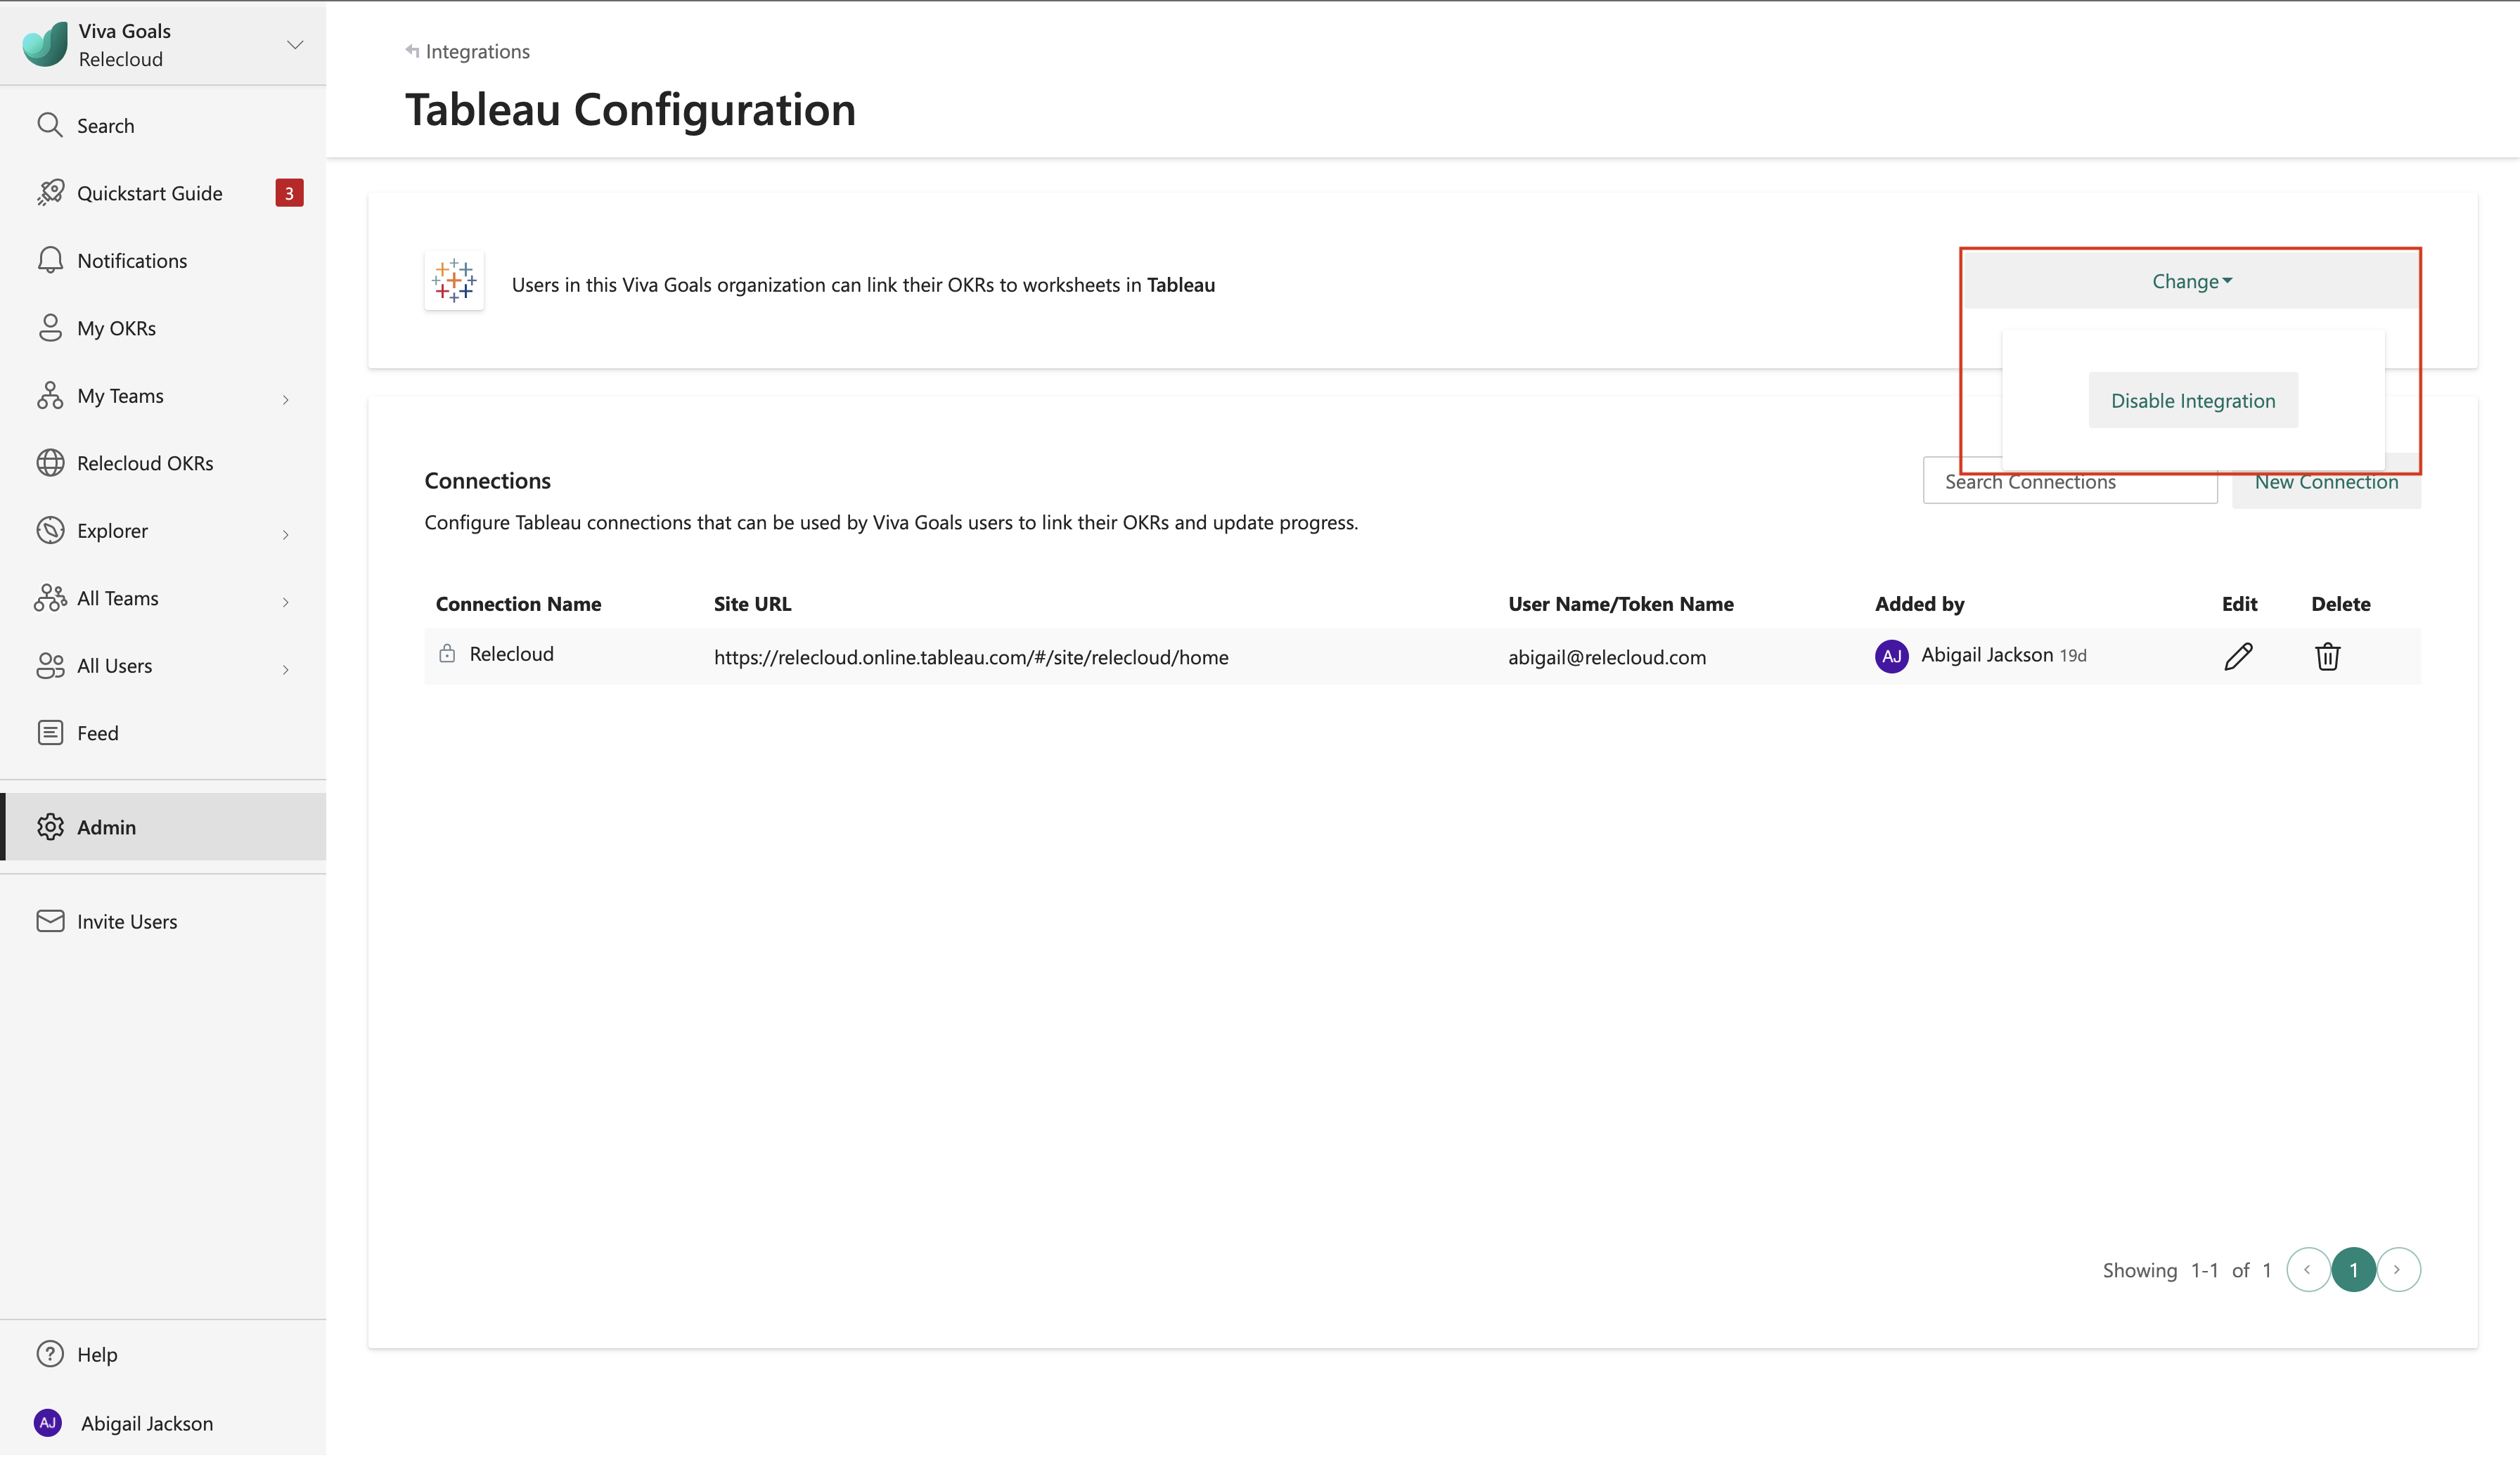 Viva Goals
Relecloud
Search
Quickstart Guide
3
Notifications
My OKRs
My Teams
Relecloud OKRs
Explorer
All Teams
All Users
Feed
Admin
Invite Users
Help
AJ
Abigail Jackson
Integrations
Tableau Configuration
Users in this Viva Goals organization can link their OKRs to worksheets in Tableau
Change
Disable Integration
Connections
Search Connections
New Connection
Configure Tableau connections that can be used by Viva Goals users to link their OKRs and update progress.
Connection Name Site URL User Name/Token Name Added by Edit Delete
Relecloud https://relecloud.online.tableau.com/#/site/relecloud/home abigail@relecloud.com AJ Abigail Jackson 19d
Showing 1-1 of 1 1